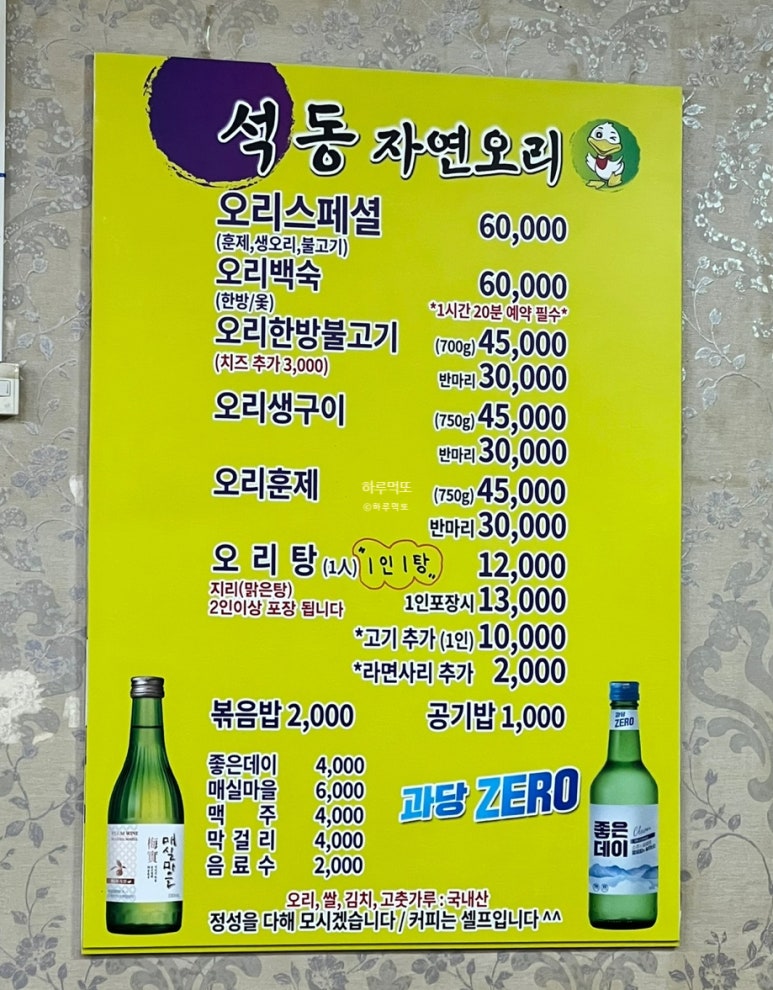 석동 자연오리
오리스페셜 60,000
(훈제,생오리,불고기)
오리백숙 60,000
(한방/옻) *1시간 20분 예약 필수*
오리한방불고기 (700g) 45,000
(치즈 추가 3,000) 반마리 30,000
오리생구이 (750g) 45,000
반마리 30,000
오리훈제 (750g) 45,000
하루먹또
©하루먹또
반마리 30,000
오리탕 (1人) "1인 1탕" 12,000
지리(맑은탕)
2인이상 포장 됩니다 1인포장시 13,000
*고기 추가 (1인) 10,000
*라면사리 추가 2,000
볶음밥 2,000 공기밥 1,000
좋은데이 4,000
매실마을 6,000
맥주 4,000
막걸리 4,000
음료수 2,000
과당 ZERO
과당
ZERO
좋은
데이
梅實
매실마을
오리, 쌀, 김치, 고춧가루 : 국내산
정성을 다해 모시겠습니다 / 커피는 셀프입니다 ^^